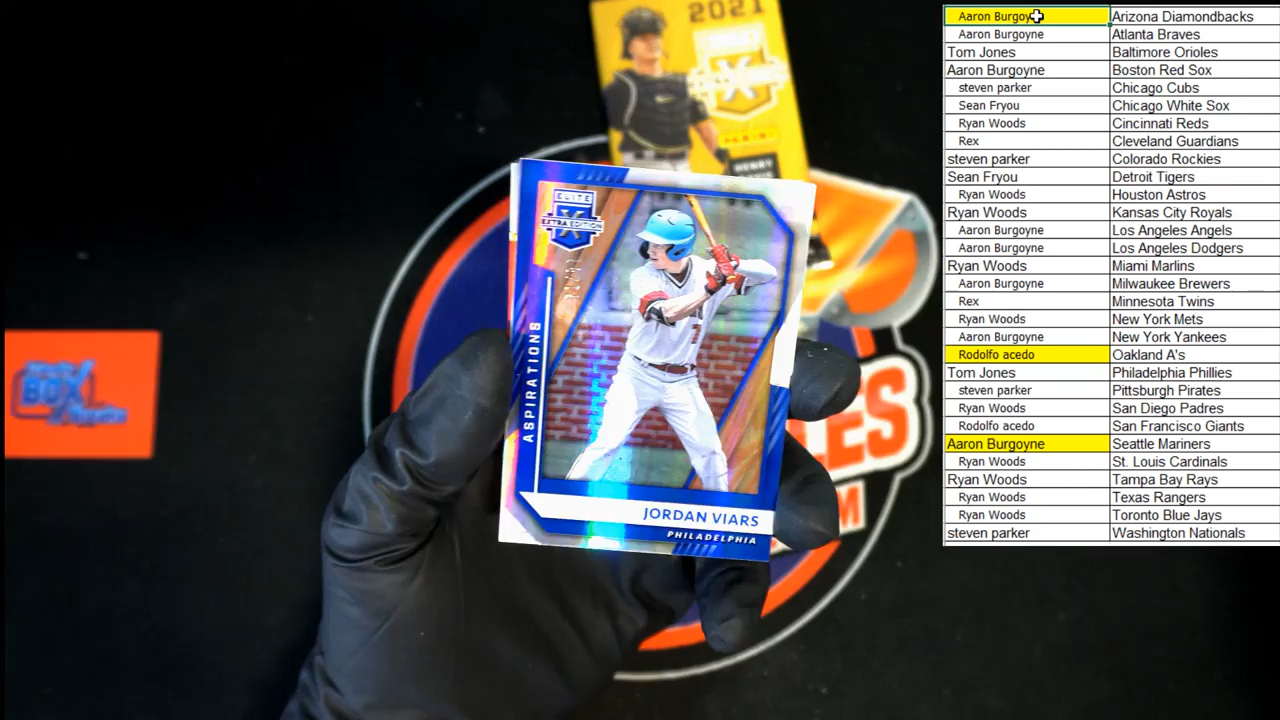 2021
X
ELITE
X
EXTRA EDITION
ASPIRATIONS
JORDAN VIARS
PHILADELPHIA
BOX
LES
M
Aaron Burgoyne Arizona Diamondbacks
Aaron Burgoyne Atlanta Braves
Tom Jones Baltimore Orioles
Aaron Burgoyne Boston Red Sox
steven parker Chicago Cubs
Sean Fryou Chicago White Sox
Ryan Woods Cincinnati Reds
Rex Cleveland Guardians
steven parker Colorado Rockies
Sean Fryou Detroit Tigers
Ryan Woods Houston Astros
Ryan Woods Kansas City Royals
Aaron Burgoyne Los Angeles Angels
Aaron Burgoyne Los Angeles Dodgers
Ryan Woods Miami Marlins
Aaron Burgoyne Milwaukee Brewers
Rex Minnesota Twins
Ryan Woods New York Mets
Aaron Burgoyne New York Yankees
Rodolfo acedo Oakland A's
Tom Jones Philadelphia Phillies
steven parker Pittsburgh Pirates
Ryan Woods San Diego Padres
Rodolfo acedo San Francisco Giants
Aaron Burgoyne Seattle Mariners
Ryan Woods St. Louis Cardinals
Ryan Woods Tampa Bay Rays
Ryan Woods Texas Rangers
Ryan Woods Toronto Blue Jays
steven parker Washington Nationals